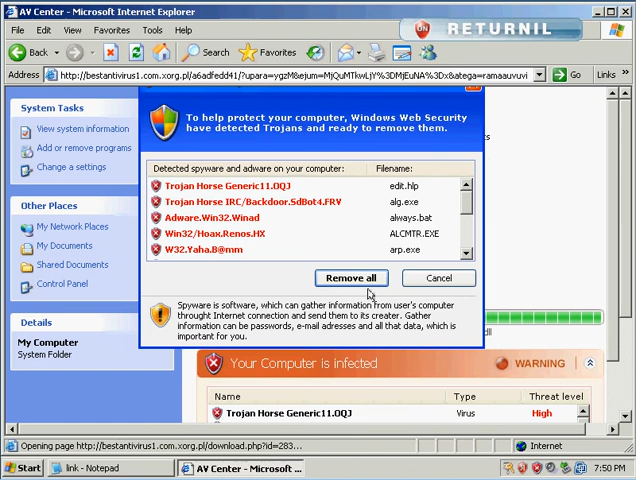 AV Center - Microsoft Internet Explorer
ON RETURNIL
File Edit View Favorites Tools Help
Back Search Favorites
Address http://bestantivirus1.com.xorg.pl/a6adfedd41/?upara=ygzM&ejum=MjQuMTkwLjY%3DMjEuNA%3Dx&atega=ramaauvuvi Go Links »
System Tasks
View system information
Add or remove programs
Change a settings
Other Places
My Network Places
My Documents
Shared Documents
Control Panel
Details
My Computer
System Folder
To help protect your computer, Windows Web Security
have detected Trojans and ready to remove them.
Detected spyware and adware on your computer: Filename:
Trojan Horse Generic11.OQJ edit.hlp
Trojan Horse IRC/Backdoor.SdBot4.FRV alg.exe
Adware.Win32.Winad always.bat
Win32/Hoax.Renos.HX ALCMTR.EXE
W32.Yaha.B@mm arp.exe
Remove all Cancel
Spyware is software, which can gather information from user's computer
throught Internet connection and send them to its creater. Gather
information can be passwords, e-mail adresses and all that data, which is
important for you.
Your Computer is infected WARNING
Name Type Threat level
Trojan Horse Generic11.OQJ Virus High
Opening page http://bestantivirus1.com.xorg.pl/download.php?id=283... Internet
Start link - Notepad AV Center - Microsoft ... 7:50 PM